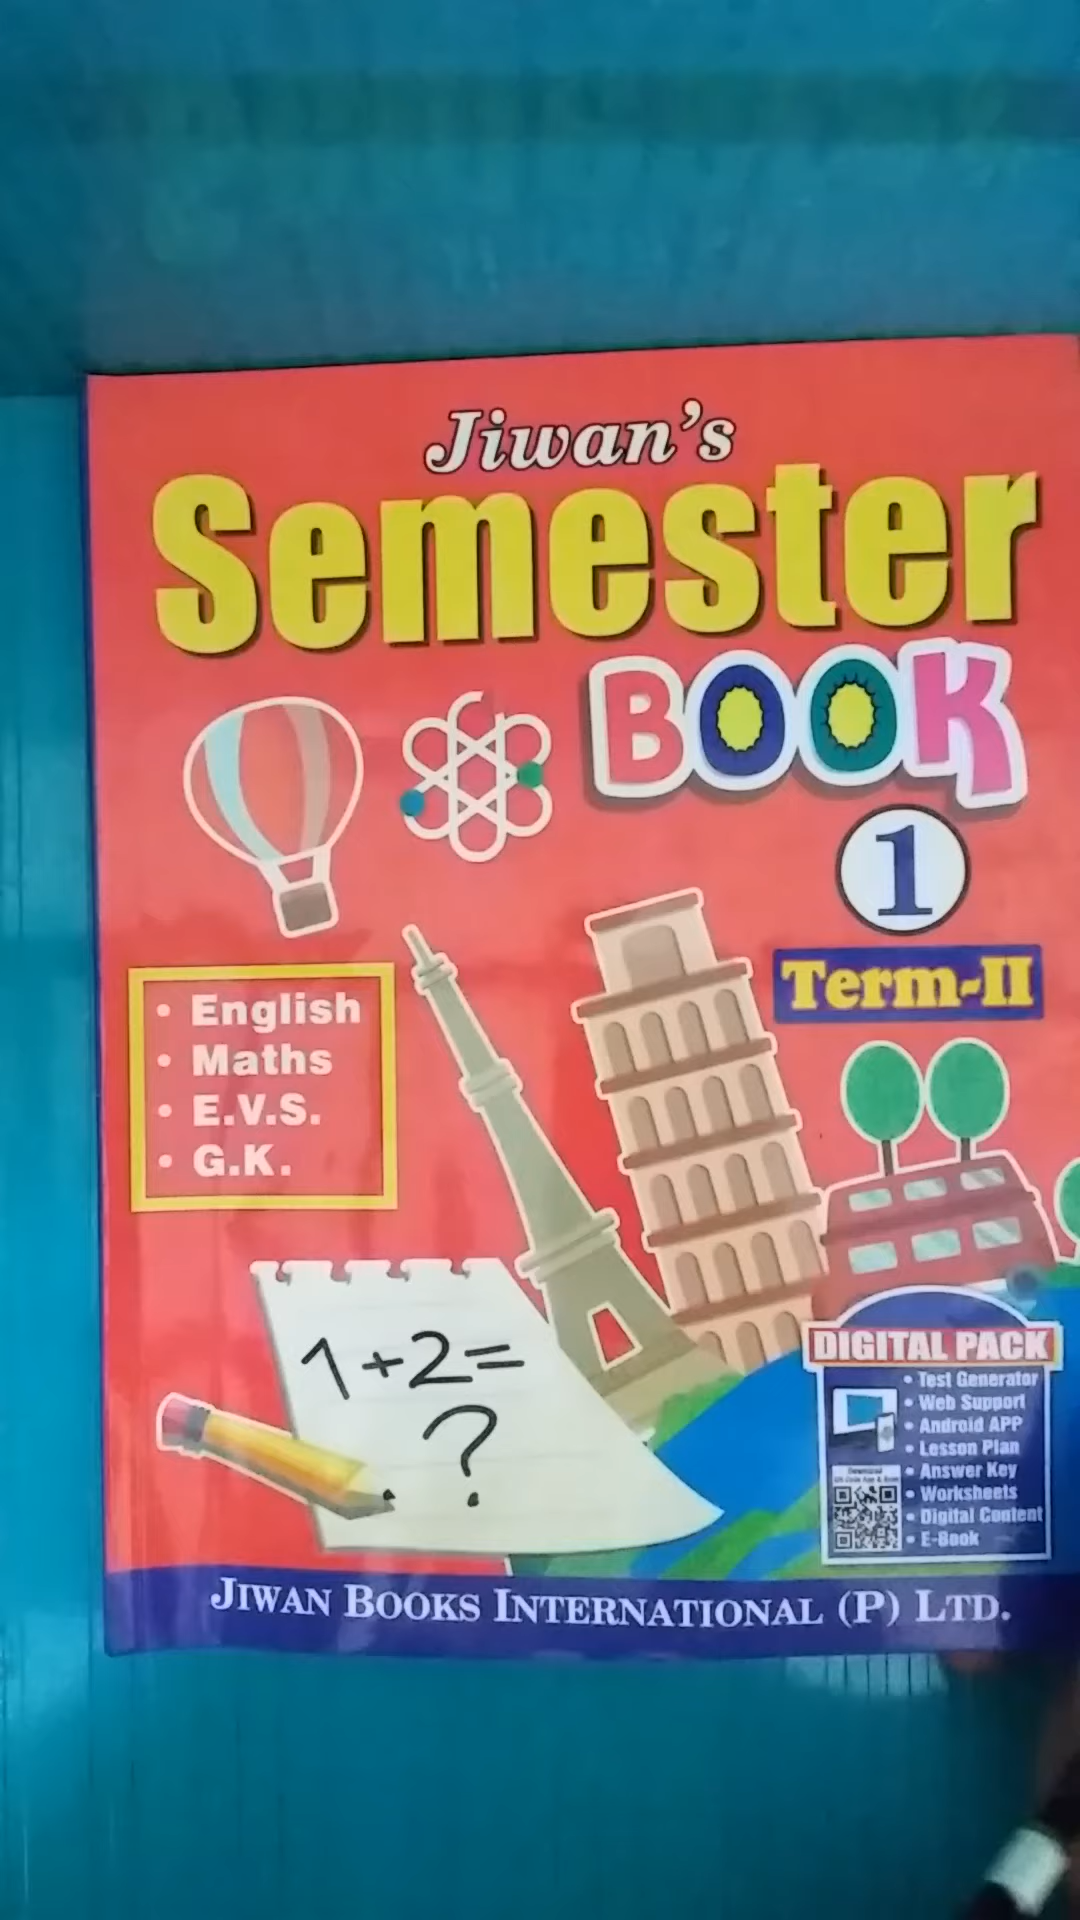 Jiwan's
Semester
BOOK
1
Term-II
• English
• Maths
• E.V.S.
• G.K.
1+2=
?
DIGITAL PACK
• Test Generator
• Web Support
• Android APP
• Lesson Plan
• Answer Key
• Worksheets
• Digital Content
• E-Book
Download
JIWAN BOOKS INTERNATIONAL (P) LTD.